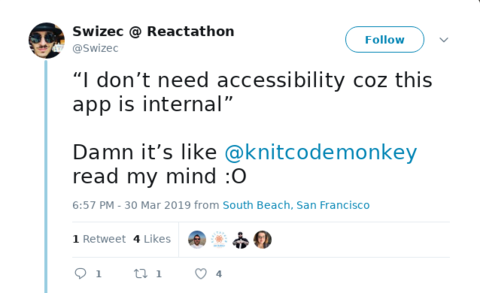 Swizec @ Reactathon
@Swizec
Follow
“I don’t need accessibility coz this
app is internal”
Damn it’s like @knitcodemonkey
read my mind :O
6:57 PM - 30 Mar 2019 from South Beach, San Francisco
1 Retweet 4 Likes
1 1 4